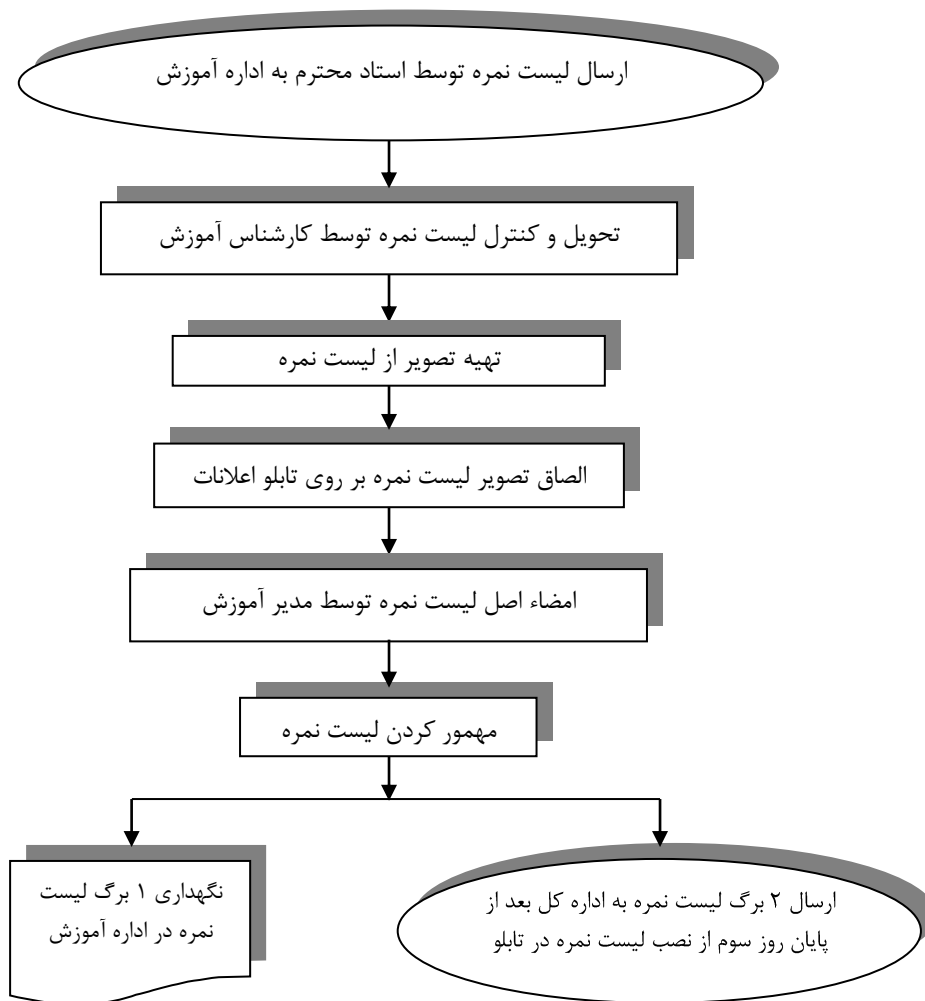 ارسال لیست نمره توسط استاد محترم به اداره آموزش
تحویل و کنترل لیست نمره توسط کارشناس آموزش
تهیه تصویر از لیست نمره
الصاق تصویر لیست نمره بر روی تابلو اعلانات
امضاء اصل لیست نمره توسط مدیر آموزش
مهمور کردن لیست نمره
نگهداری ۱ برگ لیست
نمره در اداره آموزش
ارسال ۲ برگ لیست نمره به اداره کل بعد از
پایان روز سوم از نصب لیست نمره در تابلو